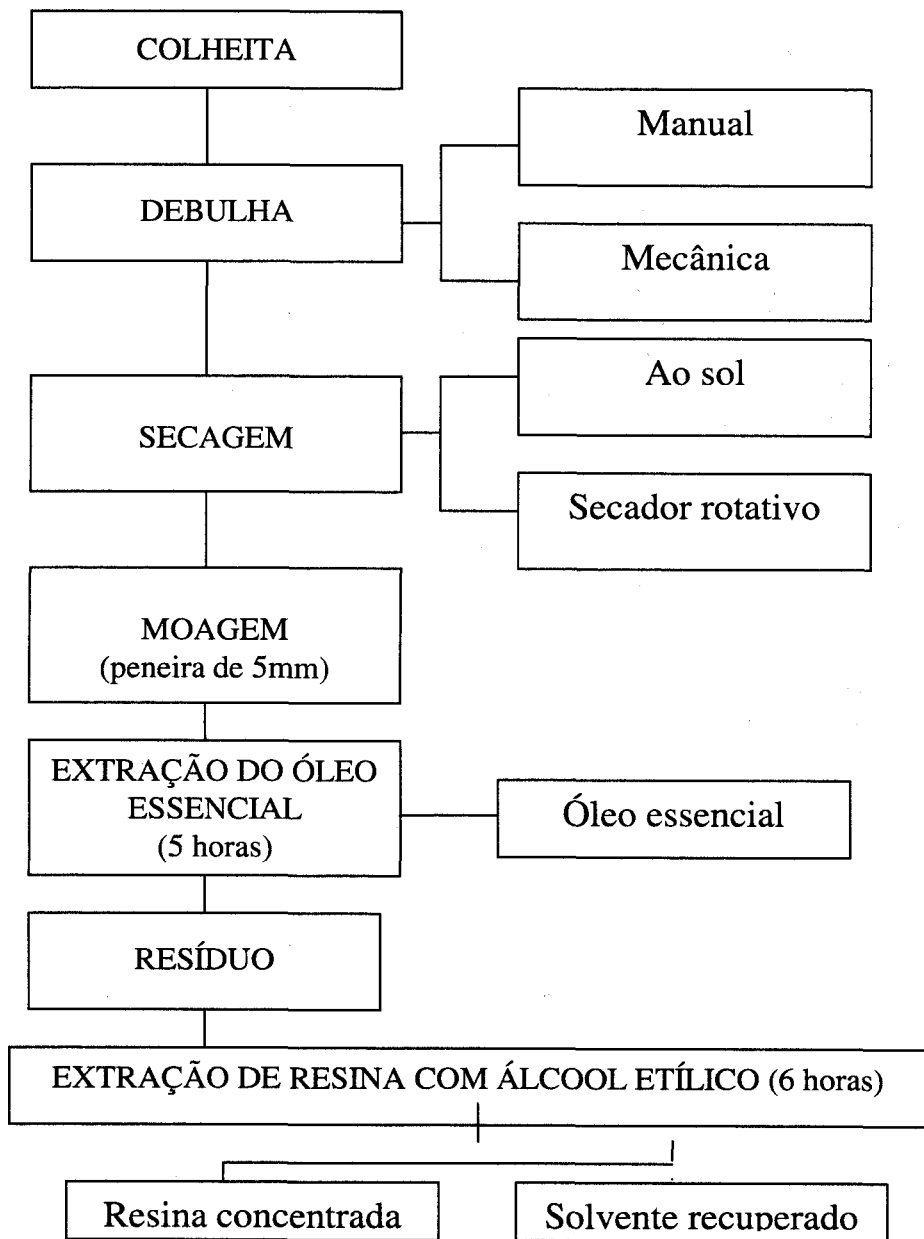 COLHEITA
Manual
DEBULHA
Mecânica
Ao sol
SECAGEM
Secador rotativo
MOAGEM
(peneira de 5mm)
EXTRAÇÃO DO ÓLEO
ESSENCIAL
(5 horas)
Óleo essencial
RESÍDUO
EXTRAÇÃO DE RESINA COM ÁLCOOL ETÍLICO (6 horas)
Resina concentrada
Solvente recuperado